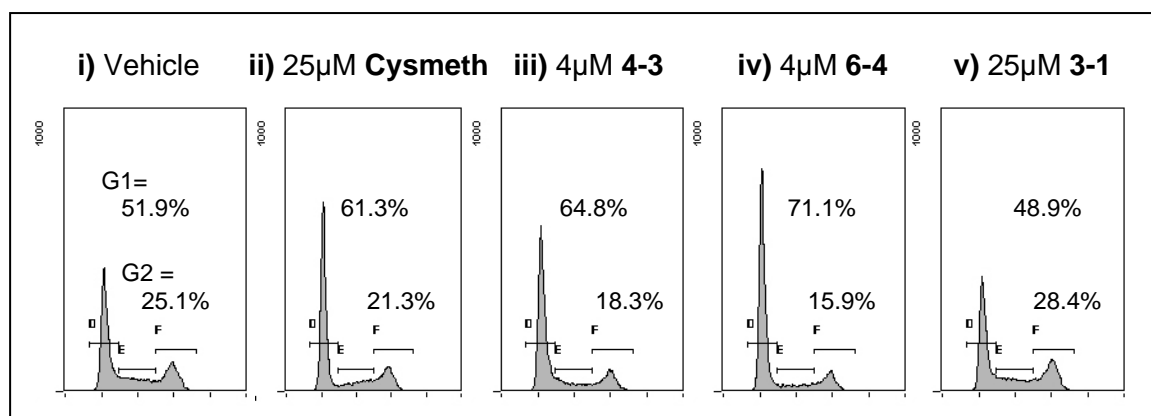 i) Vehicle
ii) 25µM Cysmeth
iii) 4µM 4-3
iv) 4µM 6-4
v) 25µM 3-1
1000
G1=
51.9%
G2 =
25.1%
D
E
F
1000
61.3%
21.3%
D
E
F
1000
64.8%
18.3%
D
E
F
1000
71.1%
15.9%
D
E
F
1000
48.9%
28.4%
D
E
F